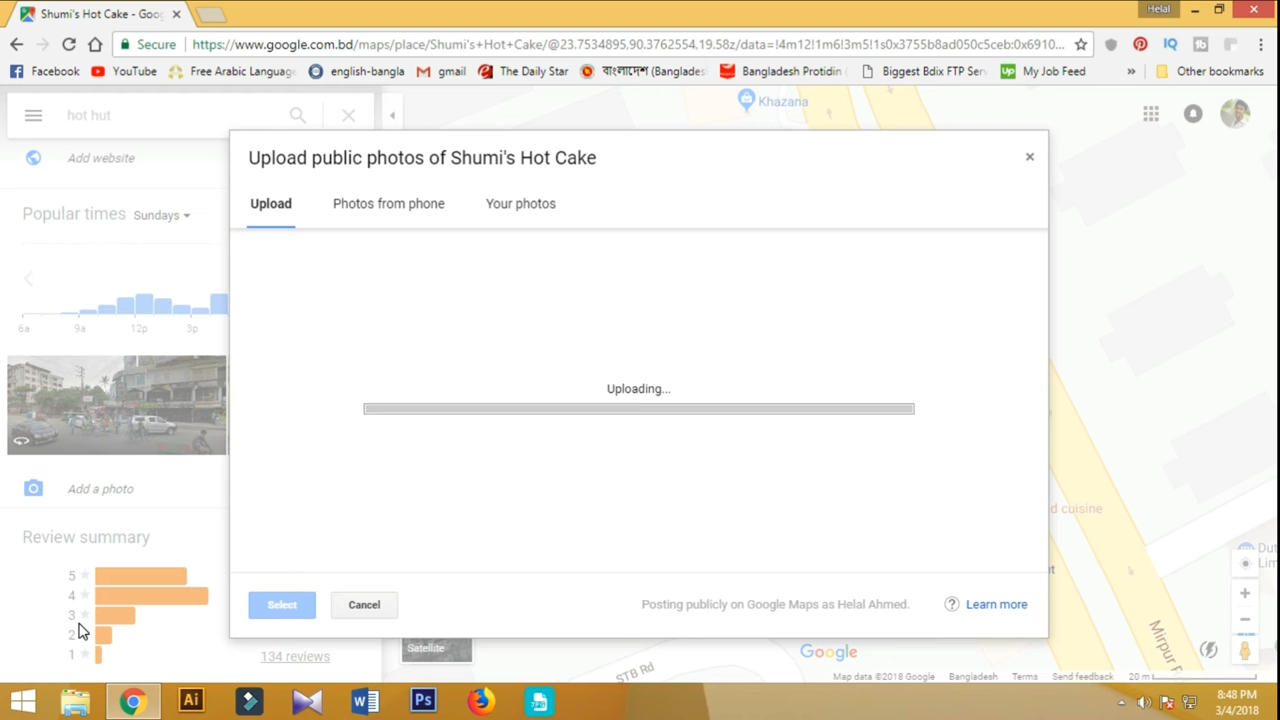 Shumi's Hot Cake - Goo
Helal
Secure
https://www.google.com.bd/maps/place/Shumi's+Hot+Cake/@23.7534895,90.3762554,19.58z/data=!4m12!1m6!3m5!1s0x3755b8ad050c5ceb:0x6910...
Facebook YouTube Free Arabic Language english-bangla gmail The Daily Star বাংলাদেশ (Bangladesh Bangladesh Protidin Biggest Bdix FTP Ser My Job Feed » Other bookmarks
hot hut
Khazana
Add website
Upload public photos of Shumi's Hot Cake
Upload Photos from phone Your photos
Popular times Sundays
6a 9a 12p 3p
Uploading...
Add a photo
d cuisine
Review summary
5
4
3
2
1
134 reviews
Select Cancel
Posting publicly on Google Maps as Helal Ahmed.
Learn more
Satellite
STB Rd
Google
Mirpur
Map data ©2018 Google Bangladesh Terms Send feedback 20 m
Ai
Ps
8:48 PM
3/4/2018